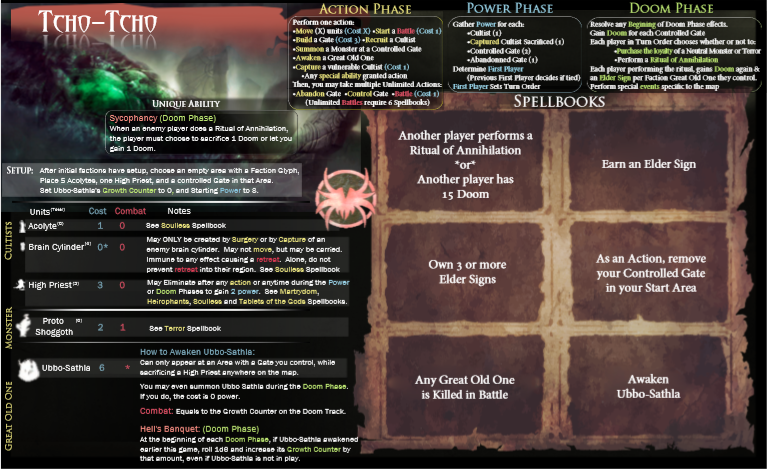 Tcho-Tcho
Unique Ability
Sycophancy (Doom Phase)
When an enemy player does a Ritual of Annihilation,
the player must choose to sacrifice 1 Doom or let you
gain 1 Doom.
Setup: After initial factions have setup, choose an empty area with a Faction Glyph,
Place 5 Acolytes, one High Priest, and a controlled Gate in that Area.
Set Ubbo-Sathla's Growth Counter to 0, and Starting Power to 8.
Action Phase
Perform one action:
•Move (X) units (Cost X) •Start a Battle (Cost 1)
•Build a Gate (Cost 3) •Recruit a Cultist
•Summon a Monster at a Controlled Gate
•Awaken a Great Old One
•Capture a vulnerable Cultist (Cost 1)
•Any special ability granted action
Then, you may take multiple Unlimited Actions:
•Abandon Gate •Control Gate •Battle (Cost 1)
(Unlimited Battles require 6 Spellbooks)
Power Phase
Gather Power for each:
•Cultist (1)
•Captured Cultist Sacrificed (1)
•Controlled Gate (2)
•Abandonned Gate (1)
Determine First Player
(Previous First Player decides if tied)
First Player Sets Turn Order
Doom Phase
Resolve any Begining of Doom Phase effects.
Gain Doom for each Controlled Gate
Each player in Turn Order chooses whether or not to:
•Purchase the loyalty of a Neutral Monster or Terror
•Perform a Ritual of Annihilation
Each player performing the ritual, gains Doom again &
an Elder Sign per Faction Great Old One they control.
Perform special events specific to the map
Units(Total) Cost Combat Notes
Cultists
Acolyte 1 0 See Soulless Spellbook
Brain Cylinder 0* 0 May ONLY be created by Surgery or by Capture of an
enemy brain cylinder. May not move, but may be carried.
Immune to any effect causing a retreat. Alone, do not
prevent retreat into their region. See Soulless Spellbook
High Priest 3 0 May Eliminate after any action or anytime during the Power
or Doom Phases to gain 2 power. See Martrydom,
Heirophants, Soulless and Tablets of the Gods Spellbooks.
Monster
Proto
Shoggoth 2 1 See Terror Spellbook
Great Old One
Ubbo-Sathla 6 *
How to Awaken Ubbo-Sathla:
Can only appear at an Area with a Gate you control, while
sacrificing a High Priest anywhere on the map.
You may even summon Ubbo Sathla during the Doom Phase.
If you do, the cost is 0 power.
Combat: Equals to the Growth Counter on the Doom Track.
Hell's Banquet: (Doom Phase)
At the beginning of each Doom Phase, if Ubbo-Sathla awakened
earlier this game, roll 1d8 and increase its Growth Counter by
that amount, even if Ubbo-Sathla is not in play.
Spellbooks
Another player performs a
Ritual of Annihilation
*or*
Another player has
15 Doom
Earn an Elder Sign
Own 3 or more
Elder Signs
As an Action, remove
your Controlled Gate
in your Start Area
Any Great Old One
is Killed in Battle
Awaken
Ubbo-Sathla